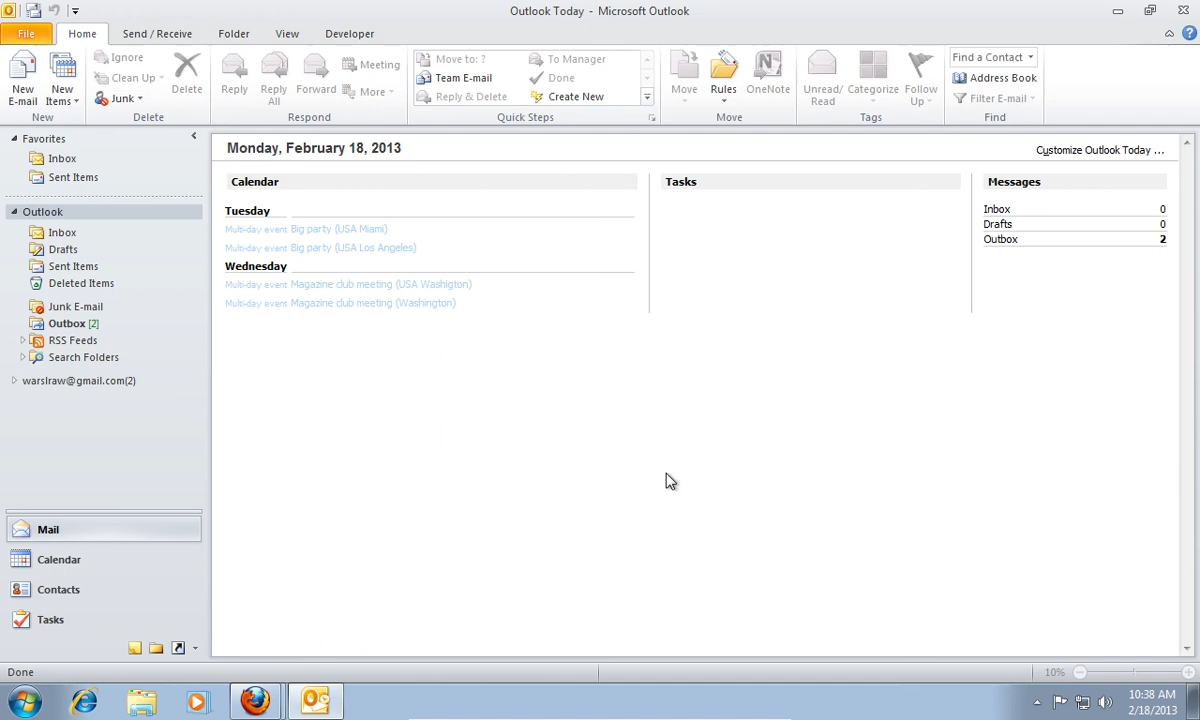 Outlook Today - Microsoft Outlook
File Home Send / Receive Folder View Developer
New E-mail
New Items
New
Ignore
Clean Up
Junk
Delete
Delete
Reply
Reply All
Forward
Meeting
More
Respond
Move to: ?
Team E-mail
Reply & Delete
To Manager
Done
Create New
Quick Steps
Move
Rules
OneNote
Move
Unread/ Read
Categorize
Follow Up
Tags
Find a Contact
Address Book
Filter E-mail
Find
Favorites
Inbox
Sent Items
Outlook
Inbox
Drafts
Sent Items
Deleted Items
Junk E-mail
Outbox [2]
RSS Feeds
Search Folders
warslraw@gmail.com(2)
Mail
Calendar
Contacts
Tasks
Monday, February 18, 2013
Customize Outlook Today ...
Calendar
Tuesday
Multi-day event Big party (USA Miami)
Multi-day event Big party (USA Los Angeles)
Wednesday
Multi-day event Magazine club meeting (USA Washigton)
Multi-day event Magazine club meeting (Washington)
Tasks
Messages
Inbox 0
Drafts 0
Outbox 2
Done
10%
10:38 AM
2/18/2013